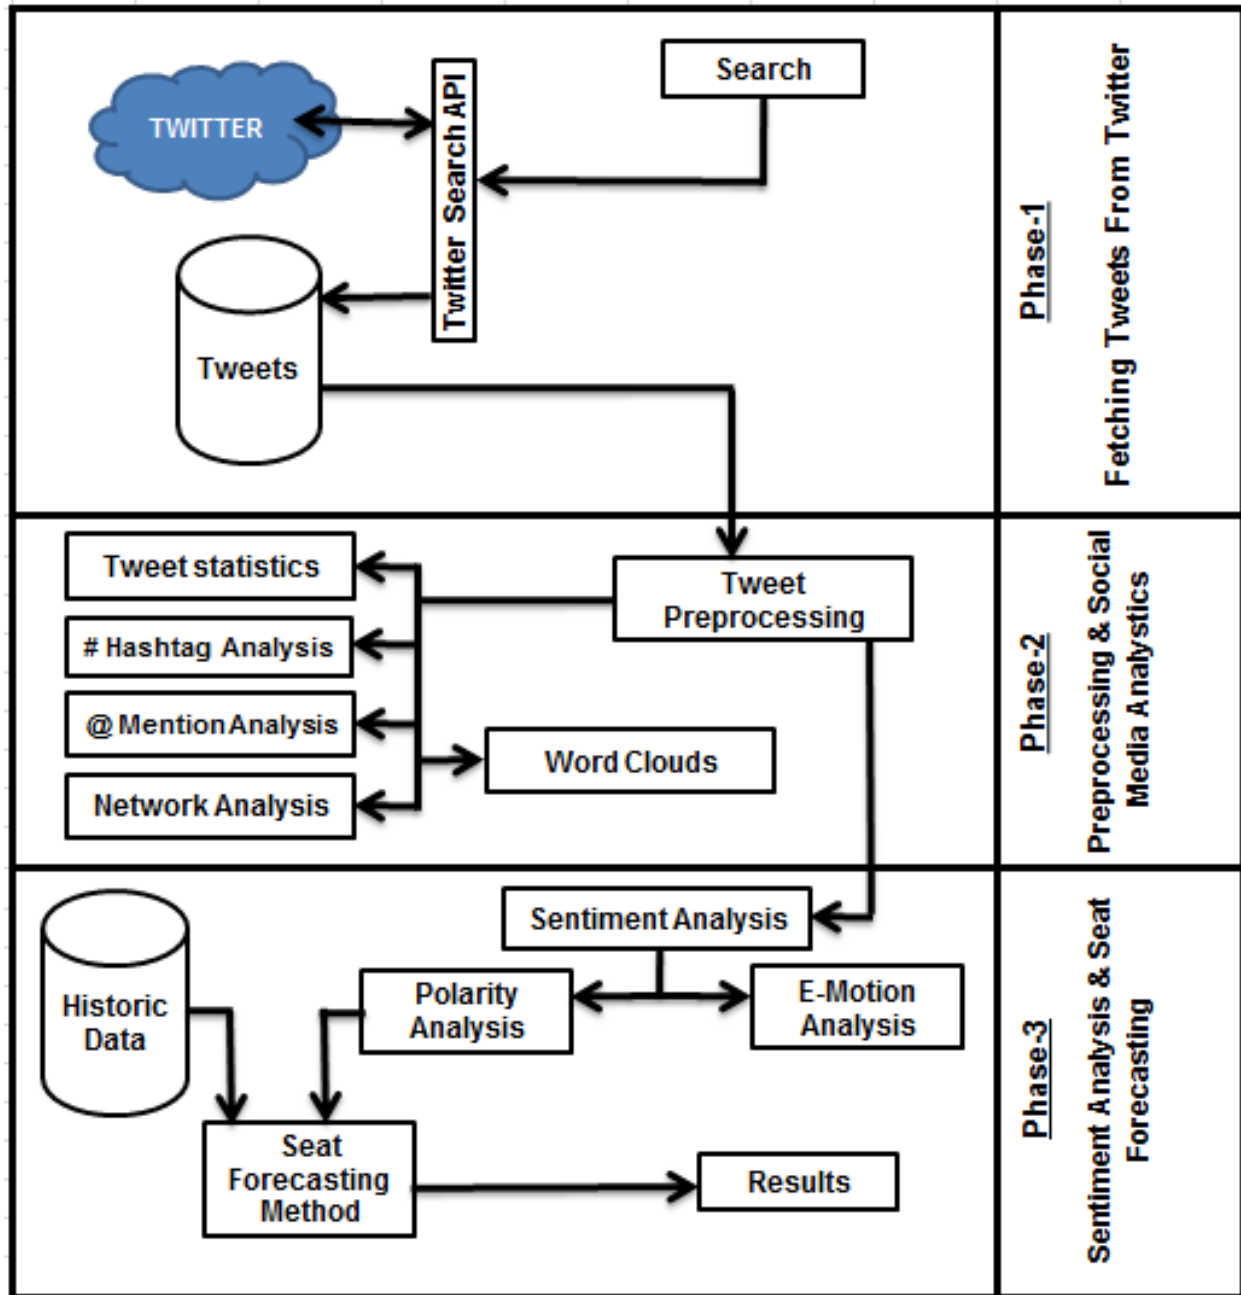 Search
TWITTER
Twitter Search API
Tweets
Phase-1
Fetching Tweets From Twitter
Tweet statistics
# Hashtag Analysis
@ Mention Analysis
Network Analysis
Tweet
Preprocessing
Word Clouds
Phase-2
Preprocessing & Social
Media Analystics
Historic
Data
Sentiment Analysis
Polarity
Analysis
E-Motion
Analysis
Seat
Forecasting
Method
Results
Phase-3
Sentiment Analysis & Seat
Forecasting